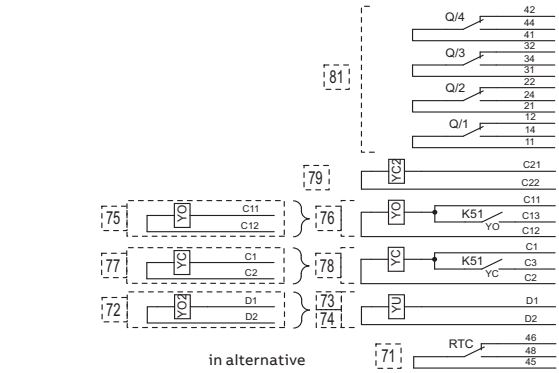 42
Q/4
44
41
32
Q/3
34
31
81
22
Q/2
24
21
12
Q/1
14
11
79
YC2
C21
C22
75
YO
C11
C12
76
YO
C11
K51
C13
YO
C12
77
YC
C1
C2
78
YC
C1
K51
C3
YC
C2
72
YO2
D1
D2
73
74
YU
D1
D2
in alternative
71
RTC
46
48
45